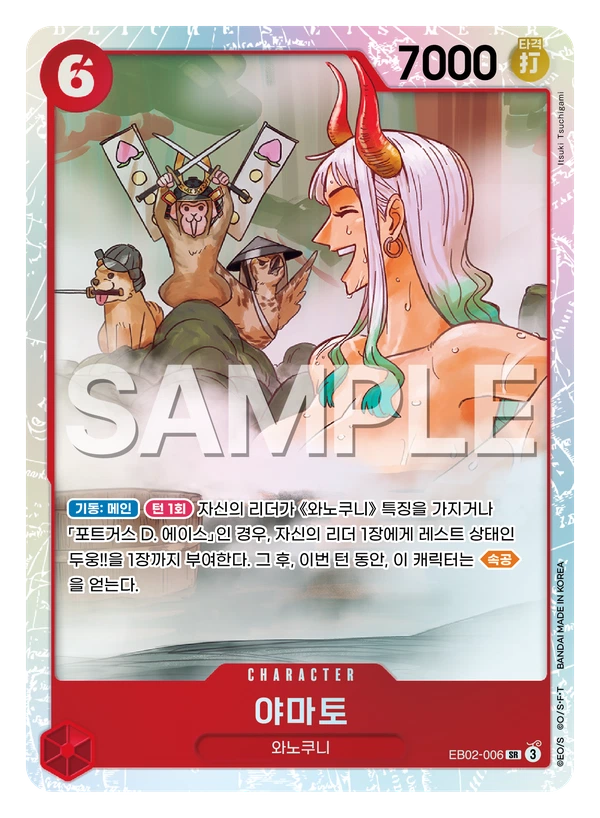 6
7000
타격
打
Itsuki Tsuchigami
SAMPLE
기동: 메인 턴 1회 자신의 리더가 《와노쿠니》 특징을 가지거나
「포트거스 D. 에이스」인 경우, 자신의 리더 1장에게 레스트 상태인
두웅!!을 1장까지 부여한다. 그 후, 이번 턴 동안, 이 캐릭터는 속공
을 얻는다.
CHARACTER
야마토
와노쿠니
EB02-006 SR 3
©EO/S ©O/S·F·T BANDAI MADE IN KOREA